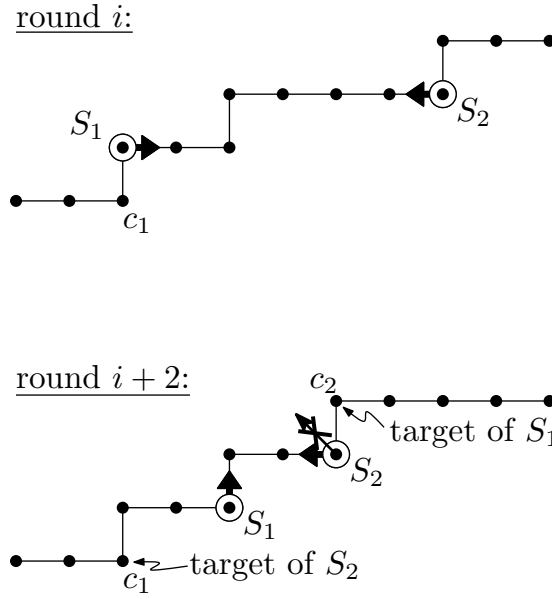 round i:
S₁
S₂
c₁
round i + 2:
c₂
target of S₁
S₂
S₁
target of S₂
c₁